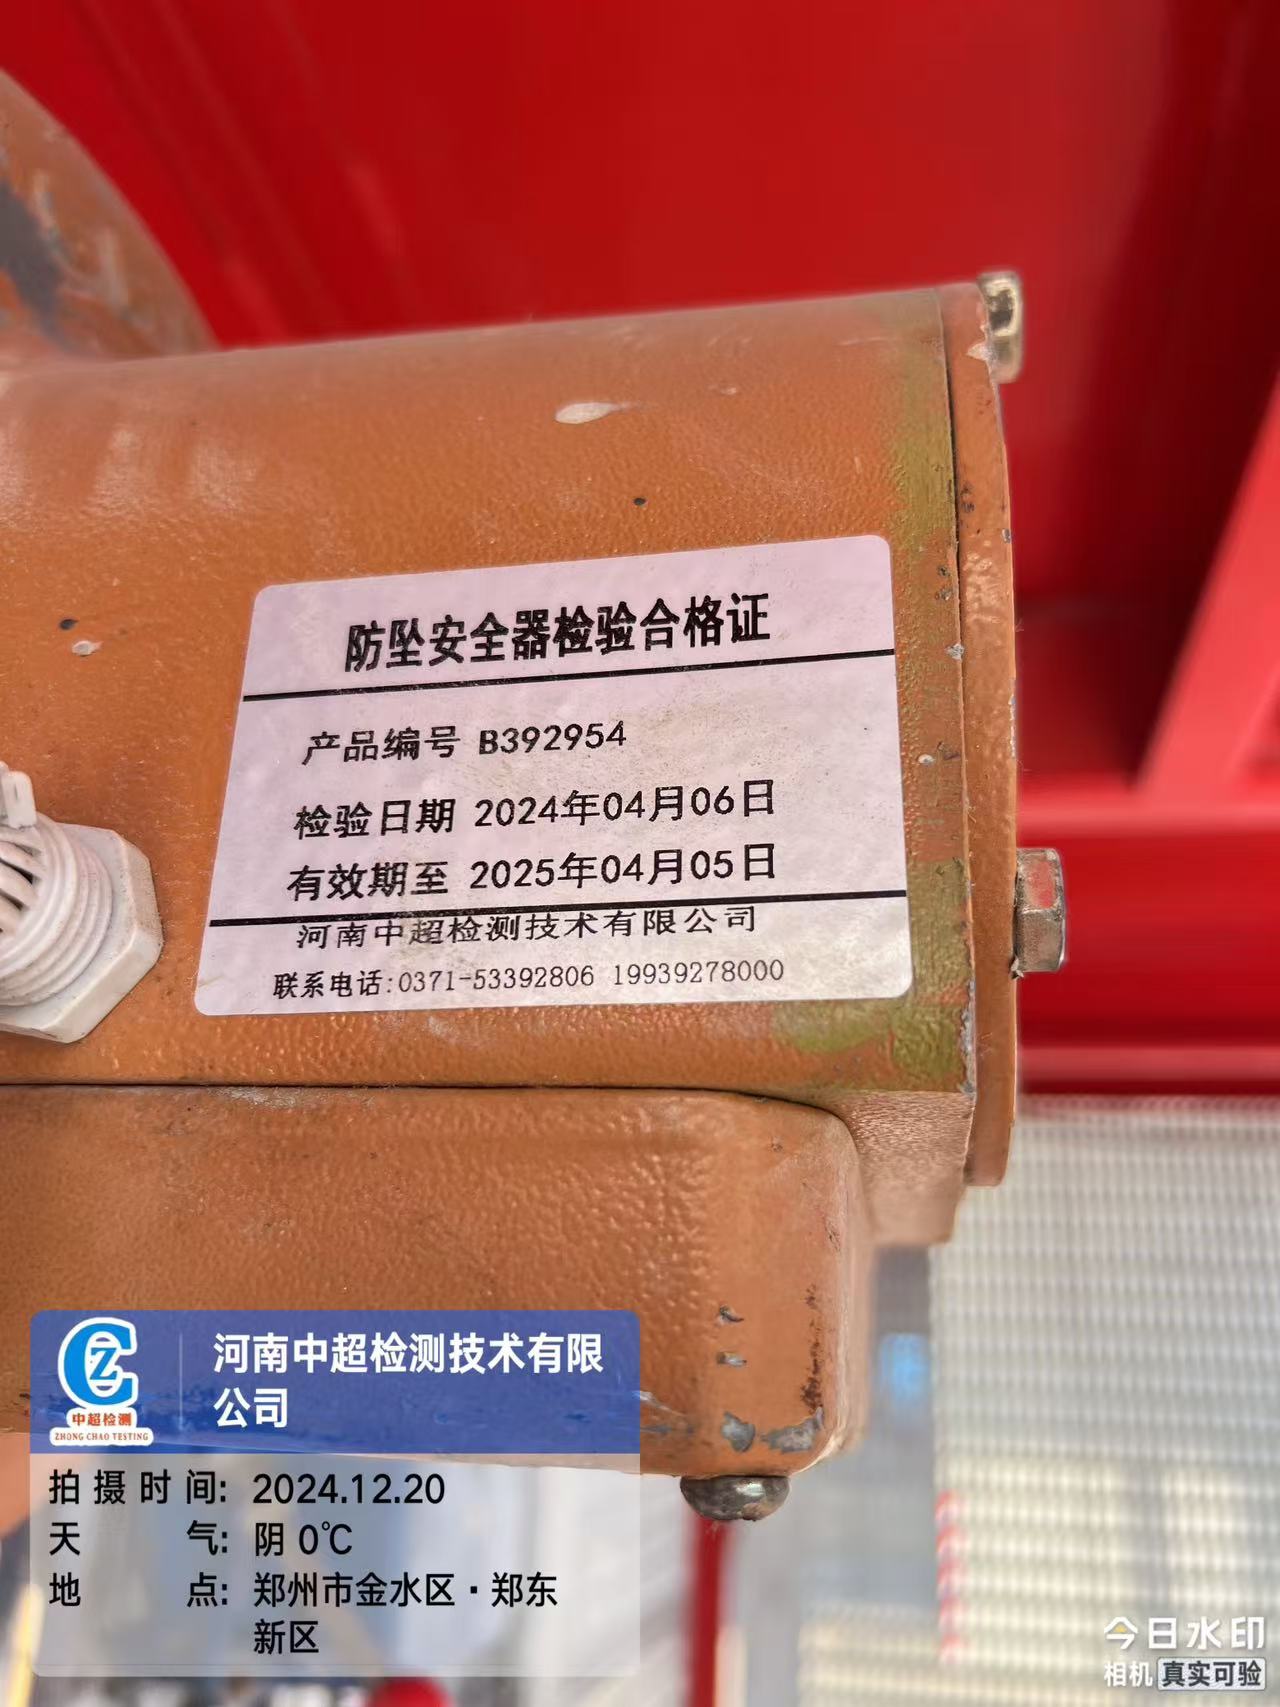 防坠安全器检验合格证
产品编号 B392954
检验日期 2024年04月06日
有效期至 2025年04月05日
河南中超检测技术有限公司
联系电话:0371-53392806 19939278000
CZ
中超检测
ZHONG CHAO TESTING
河南中超检测技术有限
公司
拍摄时间: 2024.12.20
天气: 阴 0℃
地点: 郑州市金水区·郑东
新区
今日水印
相机 真实可验